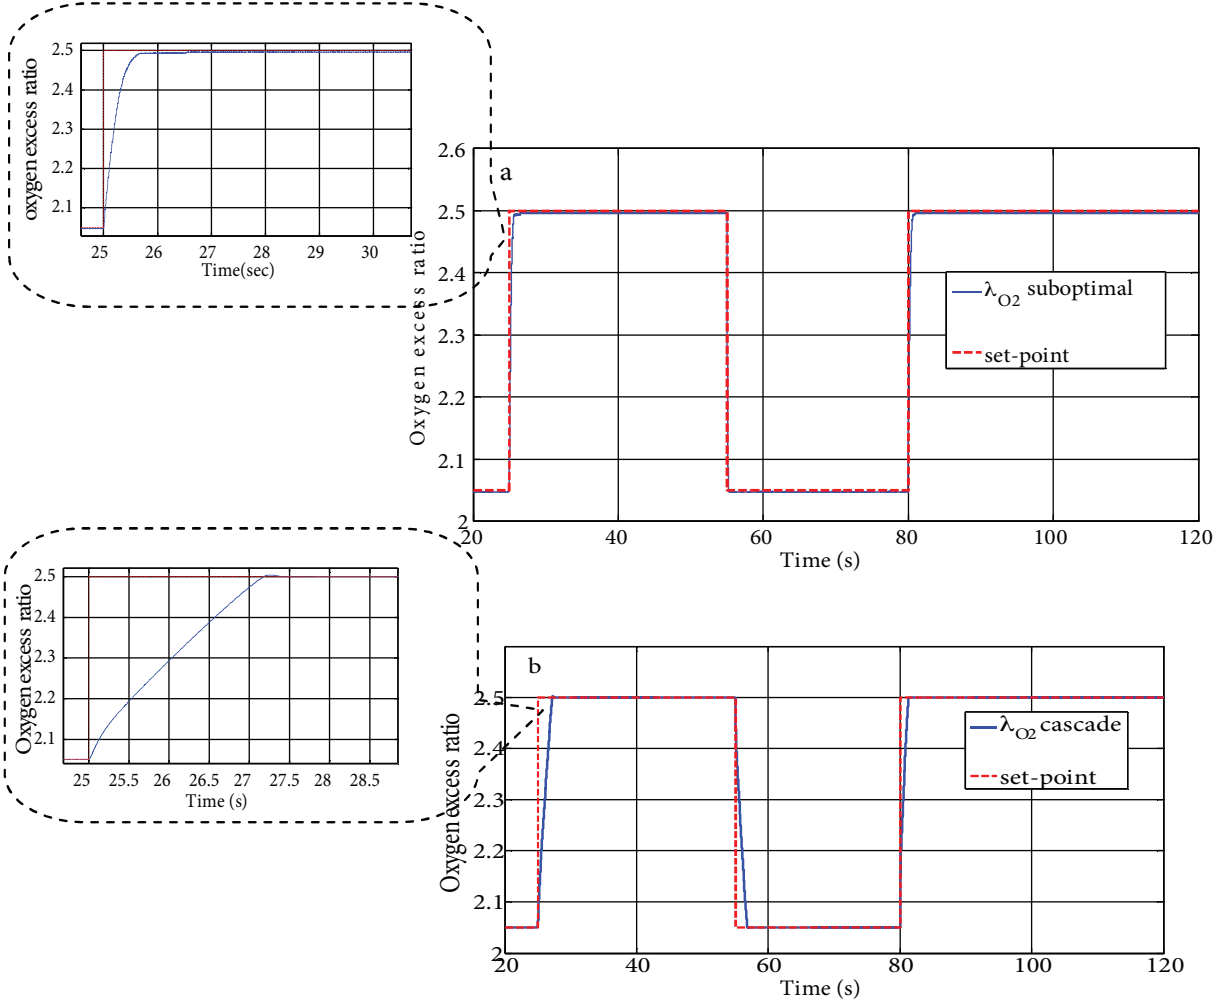 2.5
2.4
2.3
2.2
2.1
oxygen excess ratio
25 26 27 28 29 30
Time(sec)
a
2.6
2.5
2.4
2.3
2.2
2.1
2
Oxygen excess ratio
λO2 suboptimal
set-point
20 40 60 80 100 120
Time (s)
2.5
2.4
2.3
2.2
2.1
Oxygen excess ratio
25 25.5 26 26.5 27 27.5 28 28.5
Time (s)
b
2.5
2.4
2.3
2.2
2.1
2
Oxygen excess ratio
λO2 cascade
set-point
20 40 60 80 100 120
Time (s)